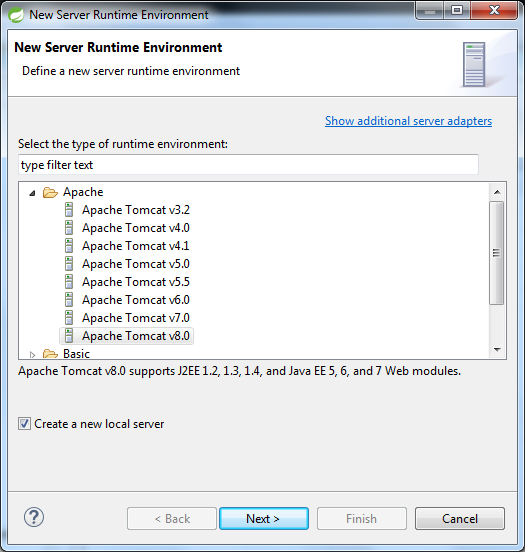 New Server Runtime Environment
New Server Runtime Environment
Define a new server runtime environment
Show additional server adapters
Select the type of runtime environment:
type filter text
Apache
Apache Tomcat v3.2
Apache Tomcat v4.0
Apache Tomcat v4.1
Apache Tomcat v5.0
Apache Tomcat v5.5
Apache Tomcat v6.0
Apache Tomcat v7.0
Apache Tomcat v8.0
Basic
Apache Tomcat v8.0 supports J2EE 1.2, 1.3, 1.4, and Java EE 5, 6, and 7 Web modules.
Create a new local server
? < Back Next > Finish Cancel